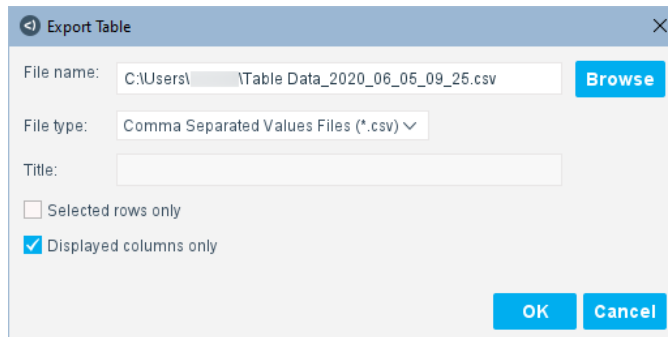 Export Table
File name: C:\Users\ \Table Data_2020_06_05_09_25.csv Browse
File type: Comma Separated Values Files (*.csv)
Title:
Selected rows only
Displayed columns only
OK Cancel